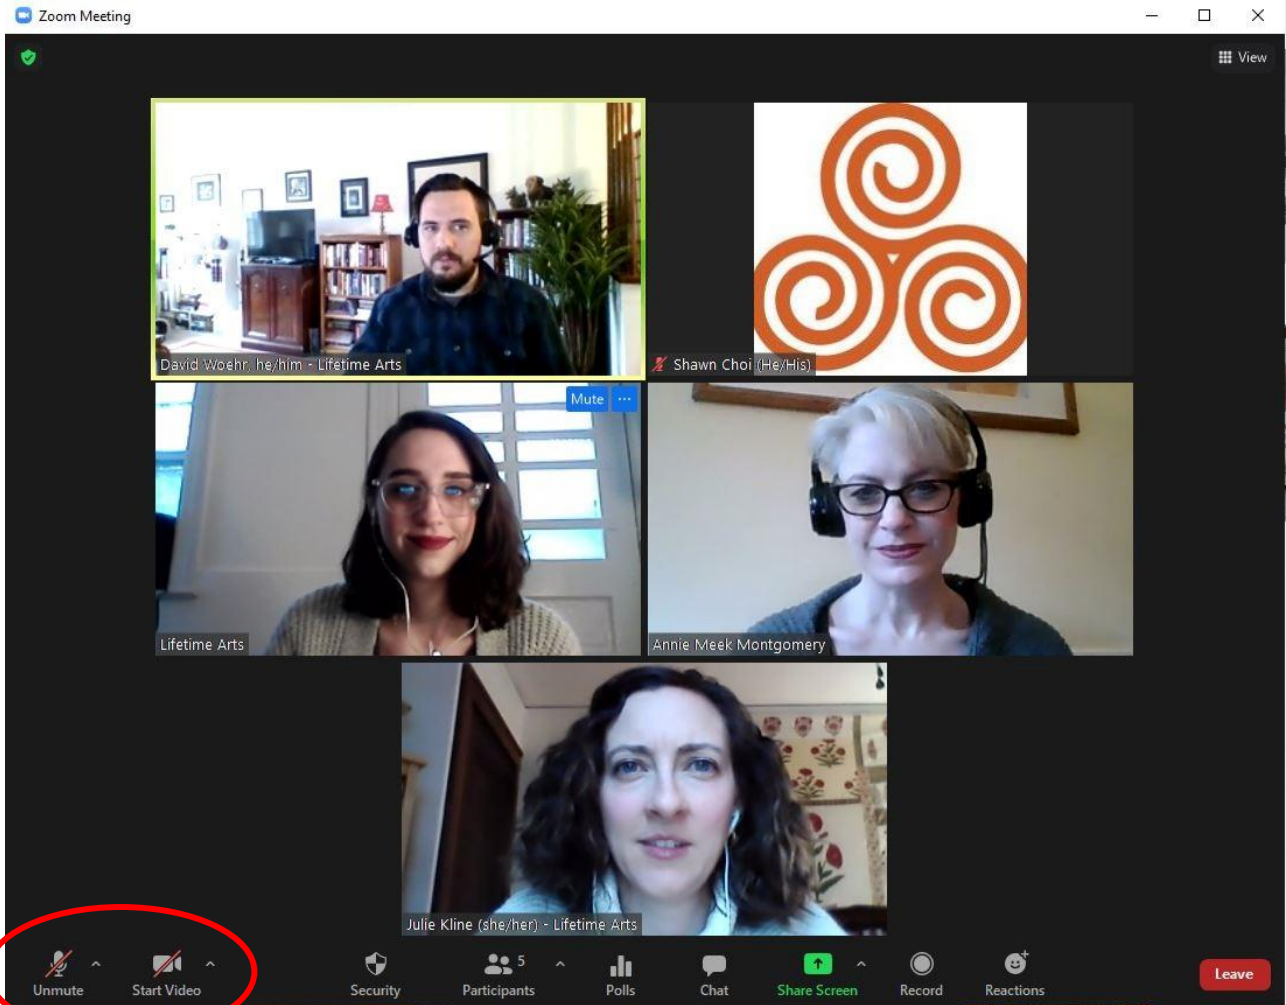 Zoom Meeting
View
David Woehr, he/him - Lifetime Arts
Shawn Choi (He/His)
Mute ...
Lifetime Arts
Annie Meek Montgomery
Julie Kline (she/her) - Lifetime Arts
Unmute
Start Video
Security
5
Participants
Polls
Chat
Share Screen
Record
Reactions
Leave